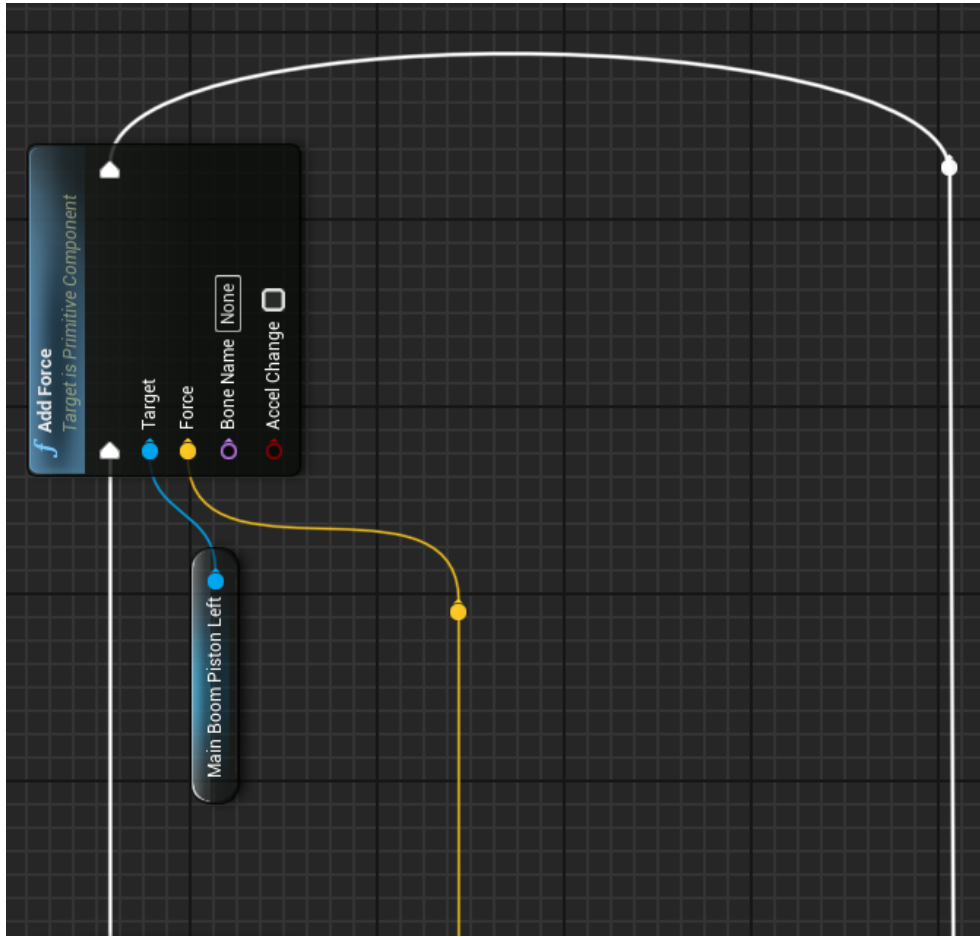 f Add Force
Target is Primitive Component
Target
Force
Bone Name None
Accel Change
Main Boom Piston Left